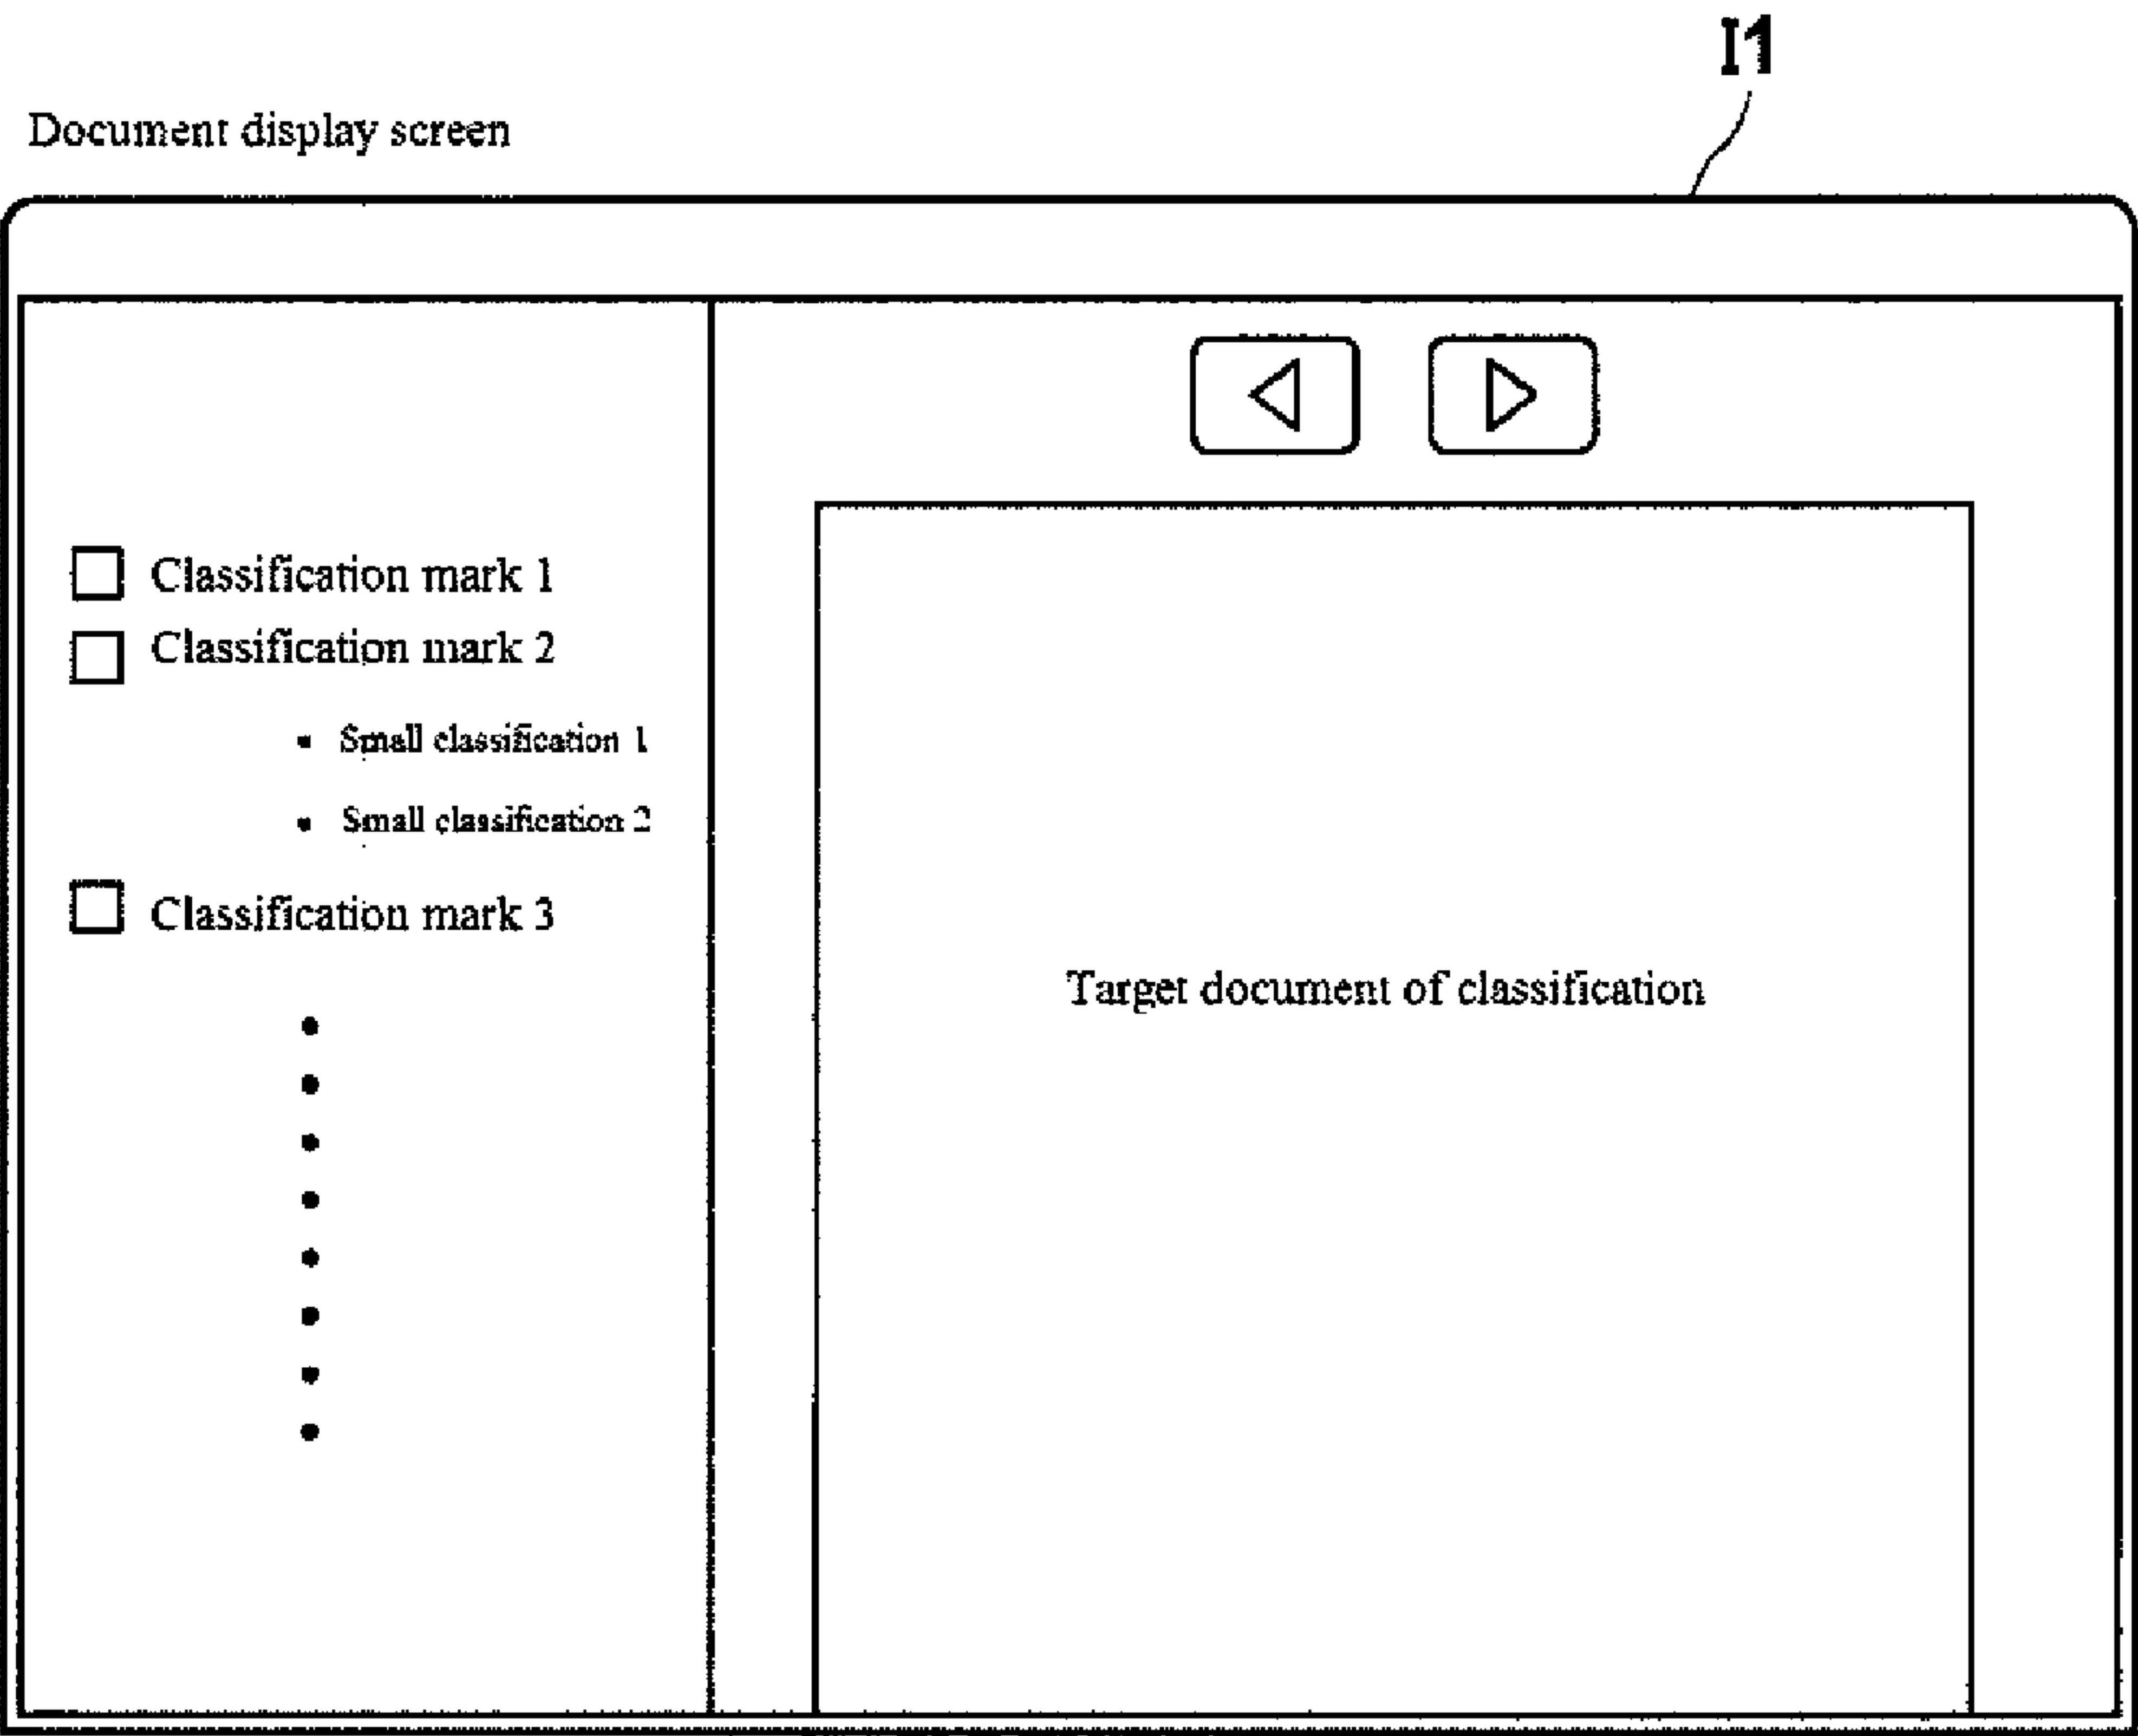 I1
Document display screen
Classification mark 1
Classification mark 2
• Small classification 1
• Small classification 2
Classification mark 3
Target document of classification